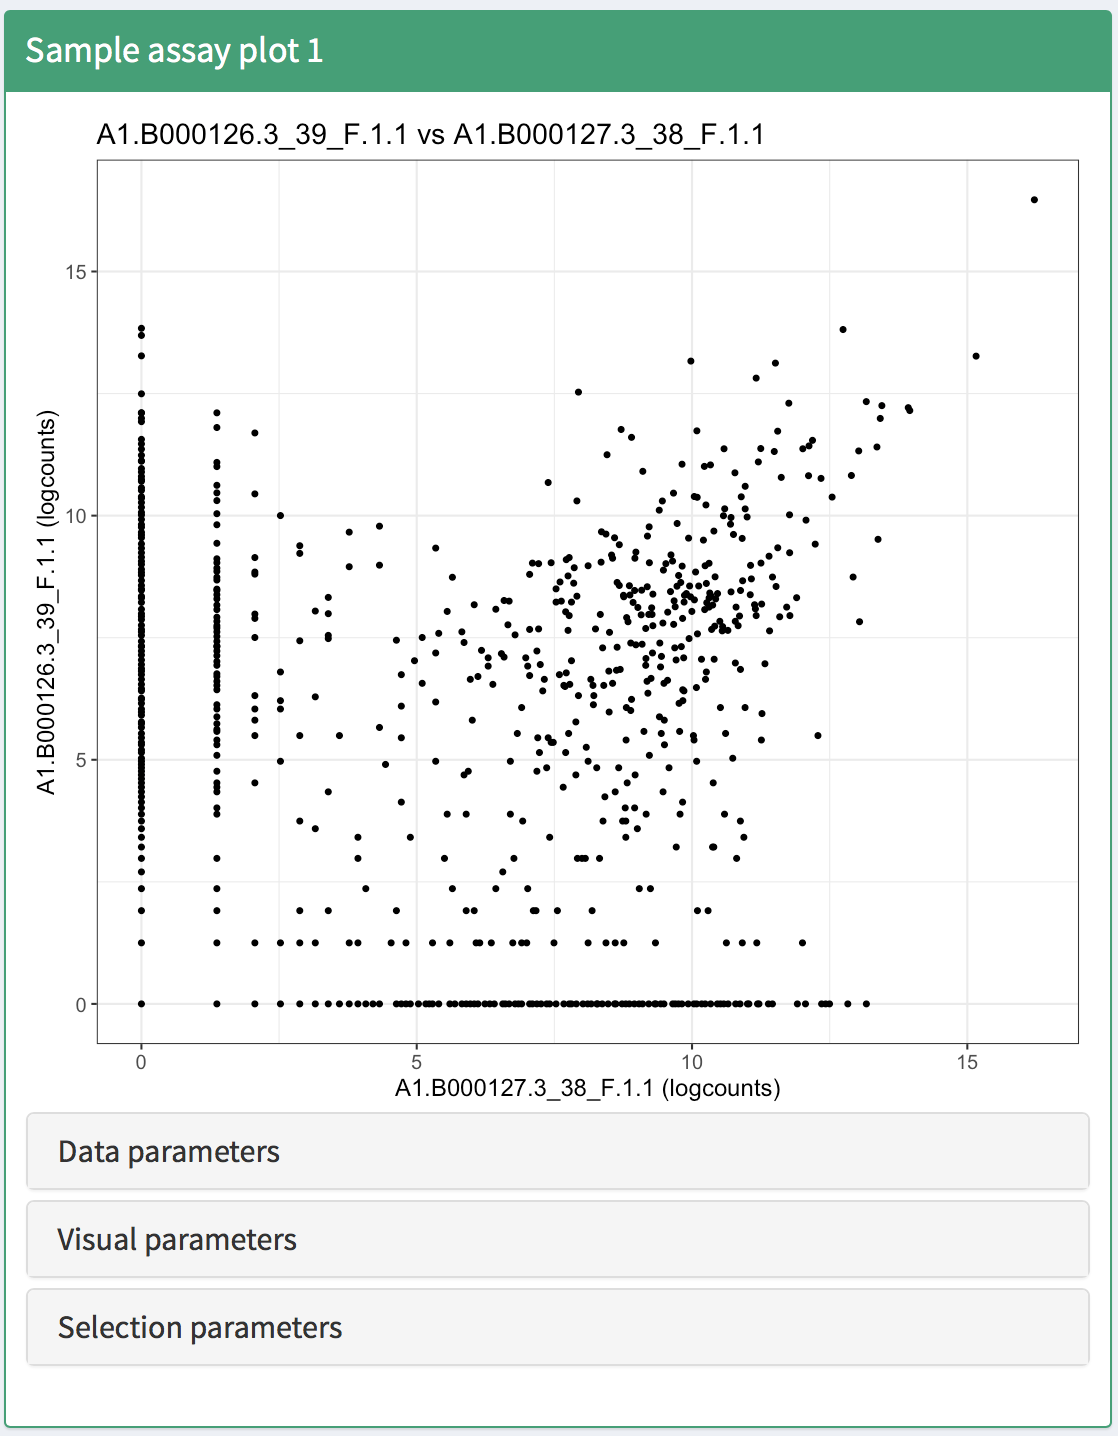 Sample assay plot 1
A1.B000126.3_39_F.1.1 vs A1.B000127.3_38_F.1.1
A1.B000126.3_39_F.1.1 (logcounts)
15
10
5
0
0 5 10 15
A1.B000127.3_38_F.1.1 (logcounts)
Data parameters
Visual parameters
Selection parameters